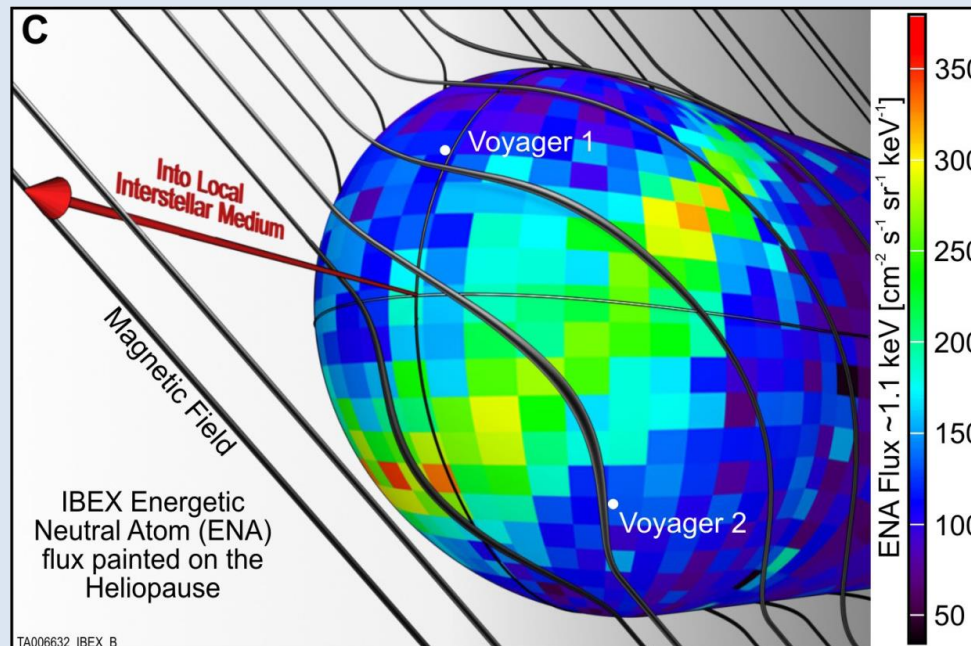 C
Voyager 1
Into Local
Interstellar Medium
Magnetic Field
IBEX Energetic
Neutral Atom (ENA)
flux painted on the
Heliopause
Voyager 2
TA006632_IBEX_B
ENA Flux ~1.1 keV [cm⁻² s⁻¹ sr⁻¹ keV⁻¹]
350
300
250
200
150
100
50